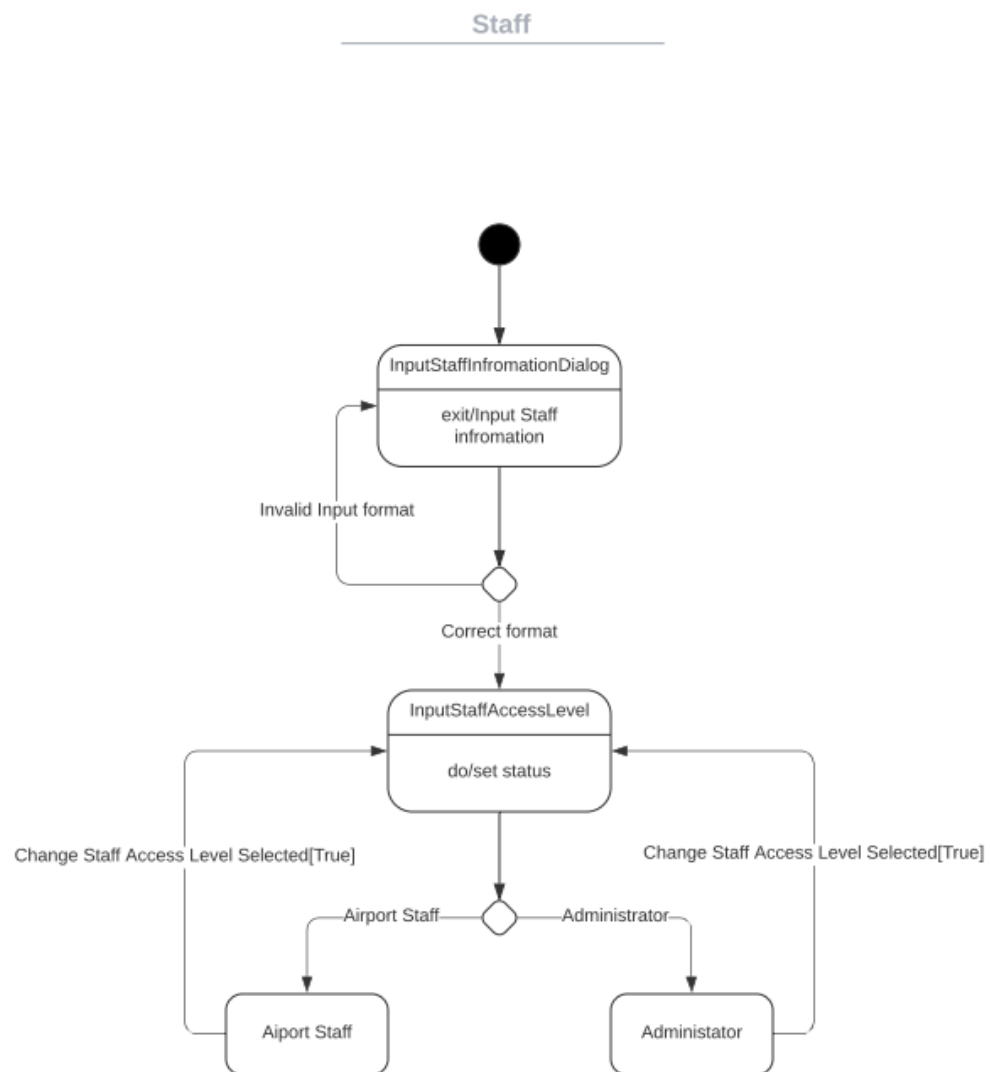 Staff
InputStaffInfromationDialog
exit/Input Staff
infromation
Invalid Input format
Correct format
InputStaffAccessLevel
do/set status
Change Staff Access Level Selected[True]
Change Staff Access Level Selected[True]
Airport Staff
Administrator
Aiport Staff
Administator